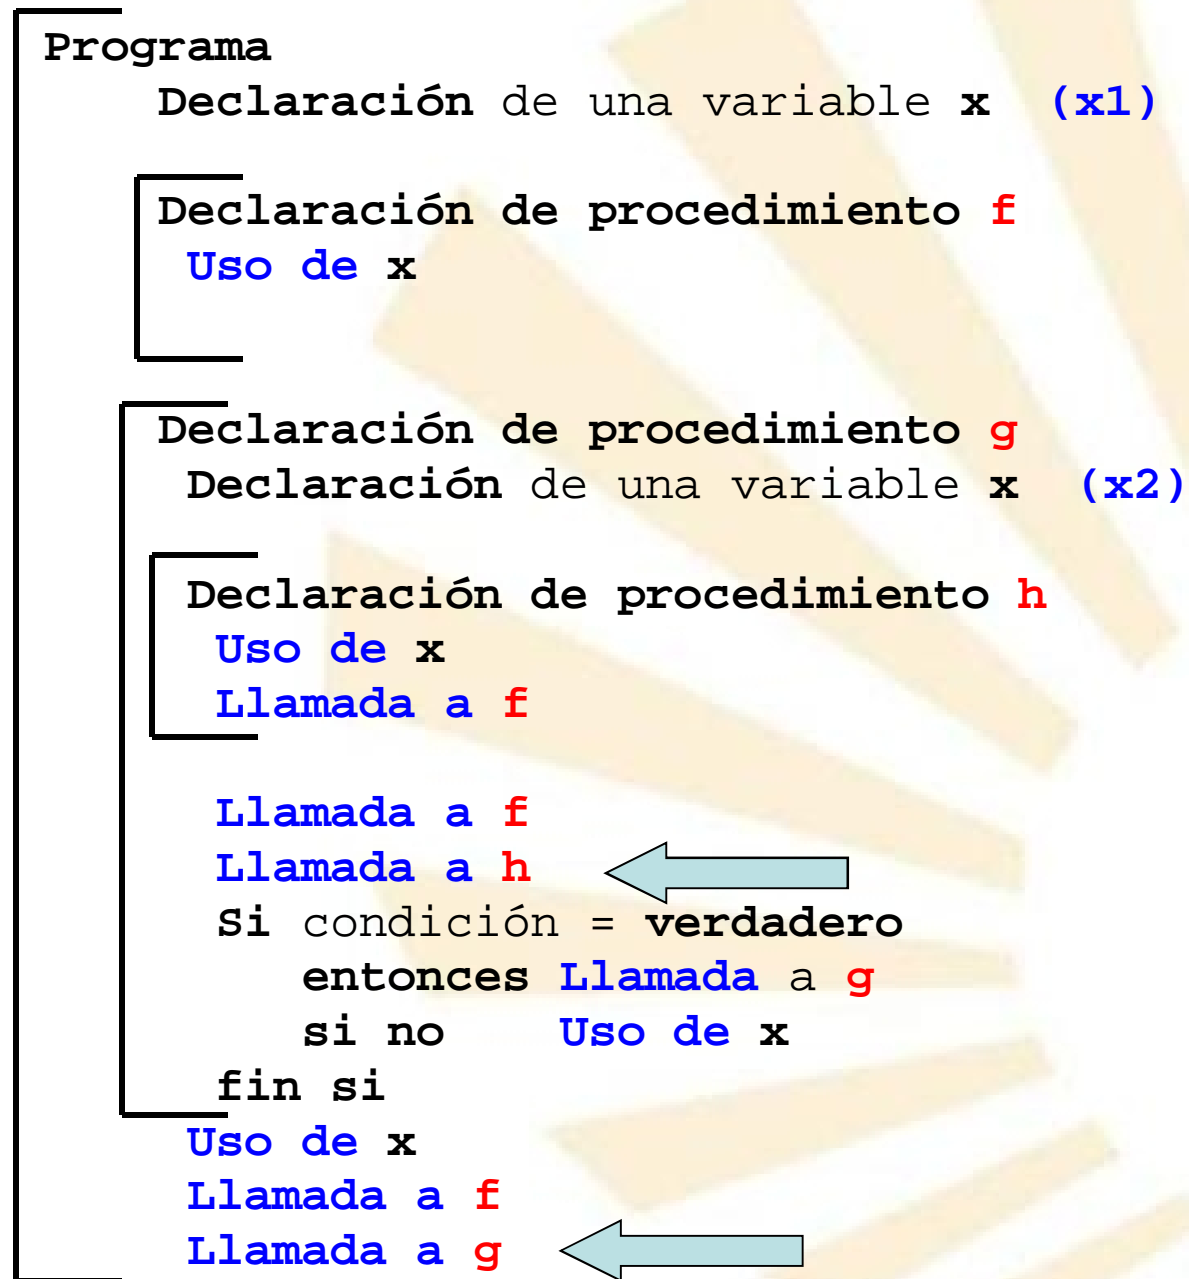 Programa
Declaración de una variable x (x1)
Declaración de procedimiento f
Uso de x
Declaración de procedimiento g
Declaración de una variable x (x2)
Declaración de procedimiento h
Uso de x
Llamada a f
Llamada a f
Llamada a h
Si condición = verdadero
entonces Llamada a g
si no Uso de x
fin si
Uso de x
Llamada a f
Llamada a g